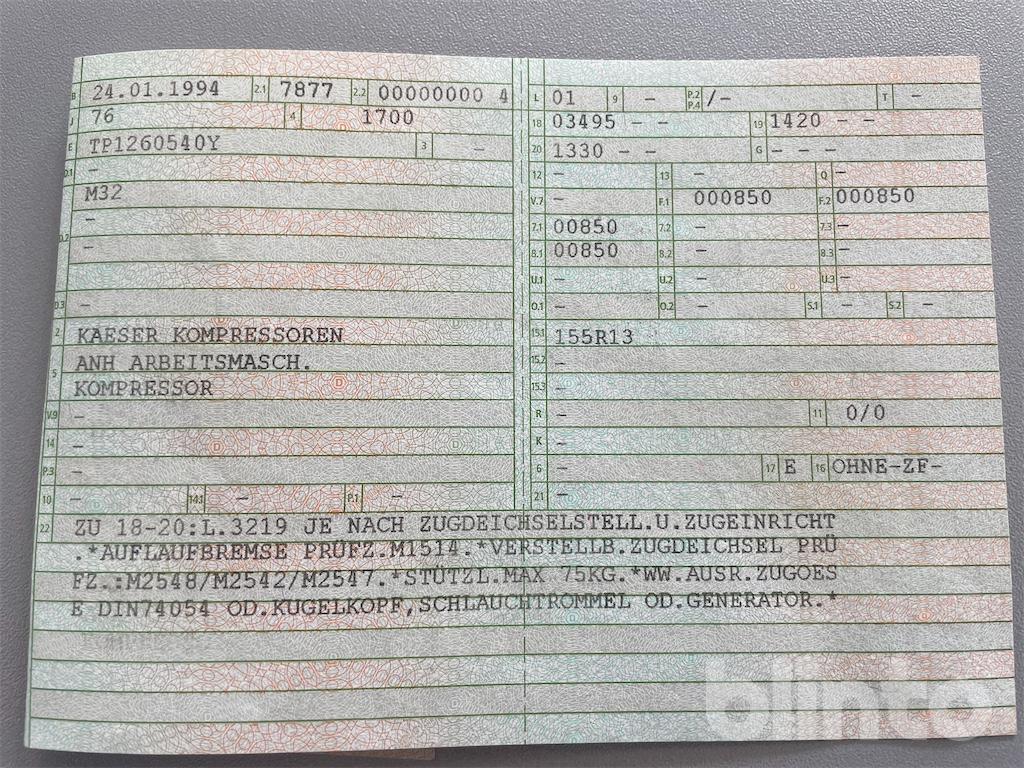 B 24.01.1994 2.1 7877 2.2 00000000 4
J 76 4 1700
E TP1260540Y 3 –
D.1 –
M32
–
D.2 –
D.3 –
2 KAESER KOMPRESSOREN
5 ANH ARBEITSMASCH.
KOMPRESSOR
V.9 –
14 –
P.3 –
10 – 14.1 – P.1 –
L 01 9 – P.2 P.4 /– T –
18 03495 – – 19 1420 – –
20 1330 – – G – – –
12 – 13 – Q –
V.7 – F.1 000850 F.2 000850
7.1 00850 7.2 – 7.3 –
8.1 00850 8.2 – 8.3 –
U.1 – U.2 – U.3 –
O.1 – O.2 – S.1 – S.2 –
15.1 155R13
15.2 –
15.3 –
R – 11 0/0
K –
6 – 17 E 16 OHNE-ZF-
21 –
22 ZU 18-20:L.3219 JE NACH ZUGDEICHSELSTELL.U.ZUGEINRICHT
.*AUFLAUFBREMSE PRÜFZ.M1514.*VERSTELLB.ZUGDEICHSEL PRÜ
FZ.:M2548/M2542/M2547.*STÜTZL.MAX 75KG.*WW.AUSR.ZUGOES
E DIN74054 OD.KUGELKOPF,SCHLAUCHTROMMEL OD.GENERATOR.*
blinto